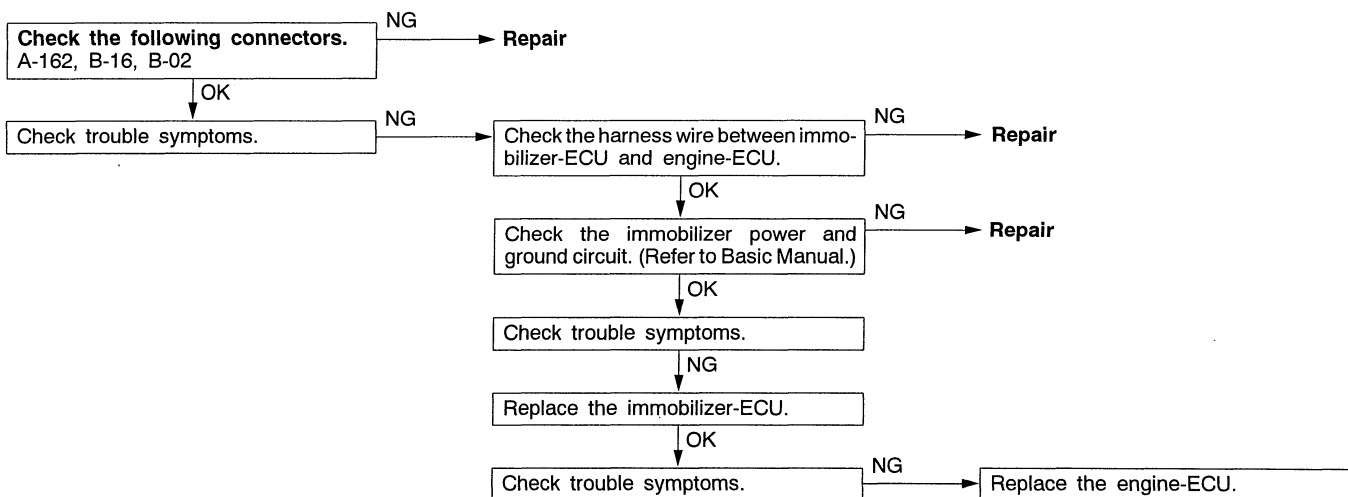 NG
Check the following connectors.
A-162, B-16, B-02
Repair
OK
Check trouble symptoms.
NG
Check the harness wire between immo-
bilizer-ECU and engine-ECU.
NG
Repair
OK
Check the immobilizer power and
ground circuit. (Refer to Basic Manual.)
NG
Repair
OK
Check trouble symptoms.
NG
Replace the immobilizer-ECU.
OK
Check trouble symptoms.
NG
Replace the engine-ECU.